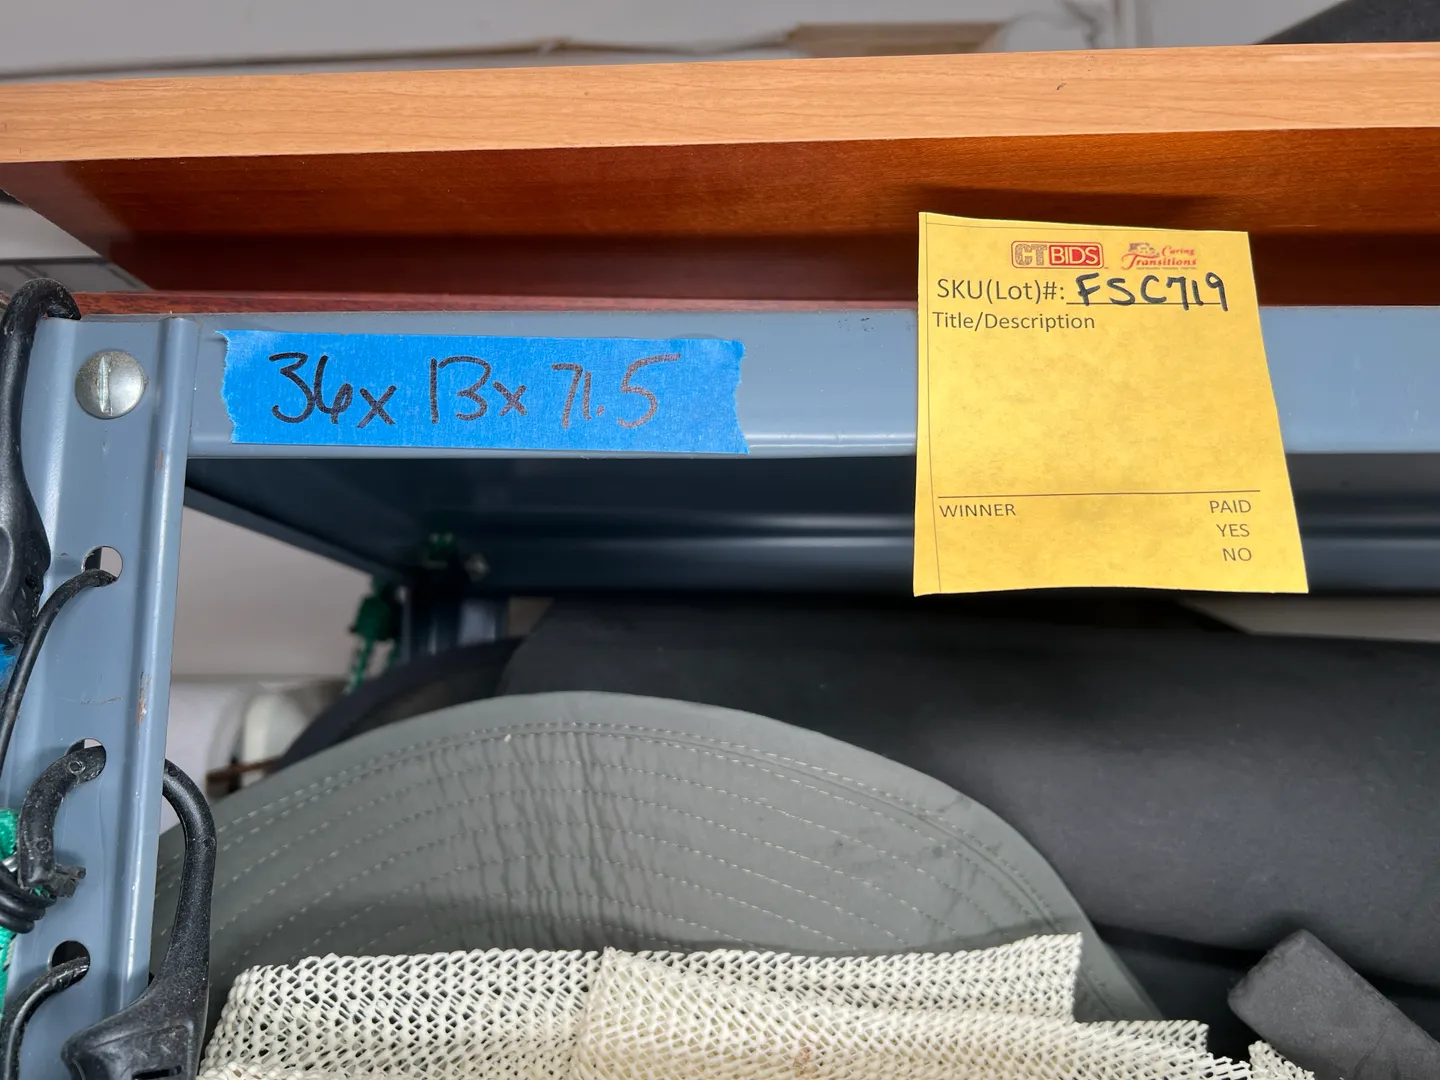 CTBIDS Caring Transitions
SKU(Lot)#: FSC719
Title/Description
36x 13x 71.5
WINNER PAID
YES
NO